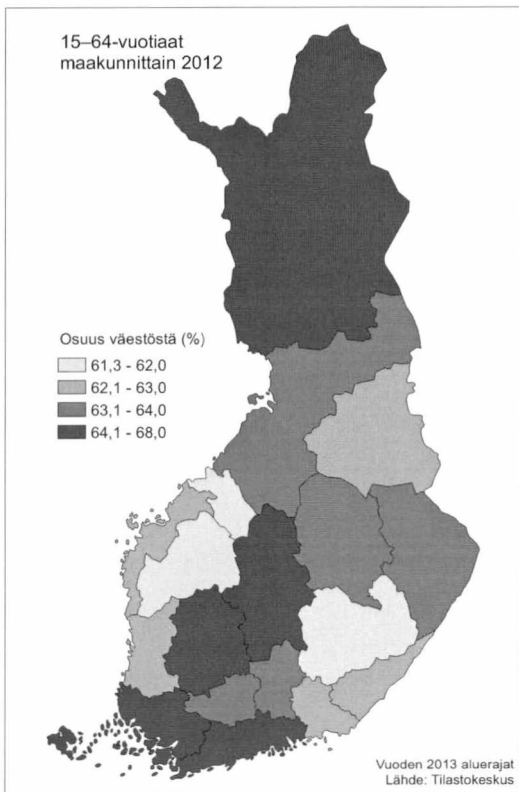 15–64-vuotiaat
maakunnittain 2012
Osuus väestöstä (%)
61,3 - 62,0
62,1 - 63,0
63,1 - 64,0
64,1 - 68,0
Vuoden 2013 aluerajat
Lähde: Tilastokeskus